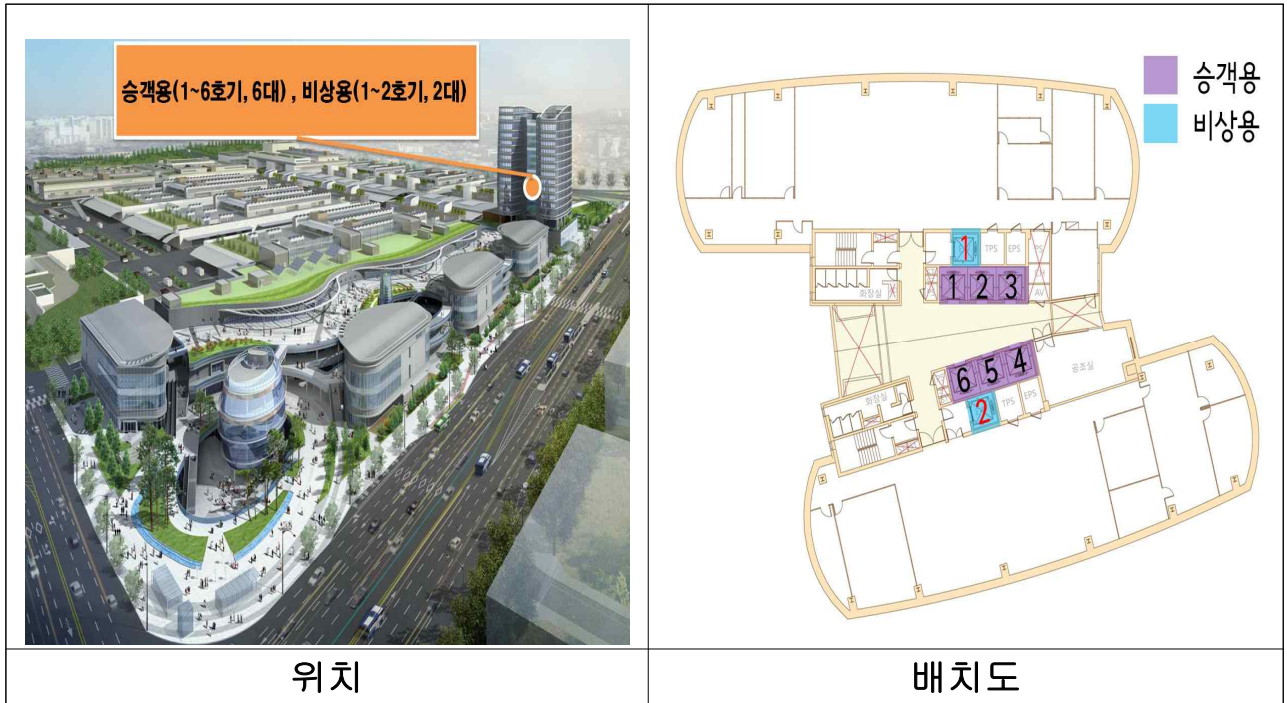 승객용(1~6호기, 6대) , 비상용(1~2호기, 2대)
위치
승객용
비상용
1
TPS
EPS
PS
화장실
1 2 3
AV
6 5 4
공조실
화장실
2
TPS
EPS
배치도